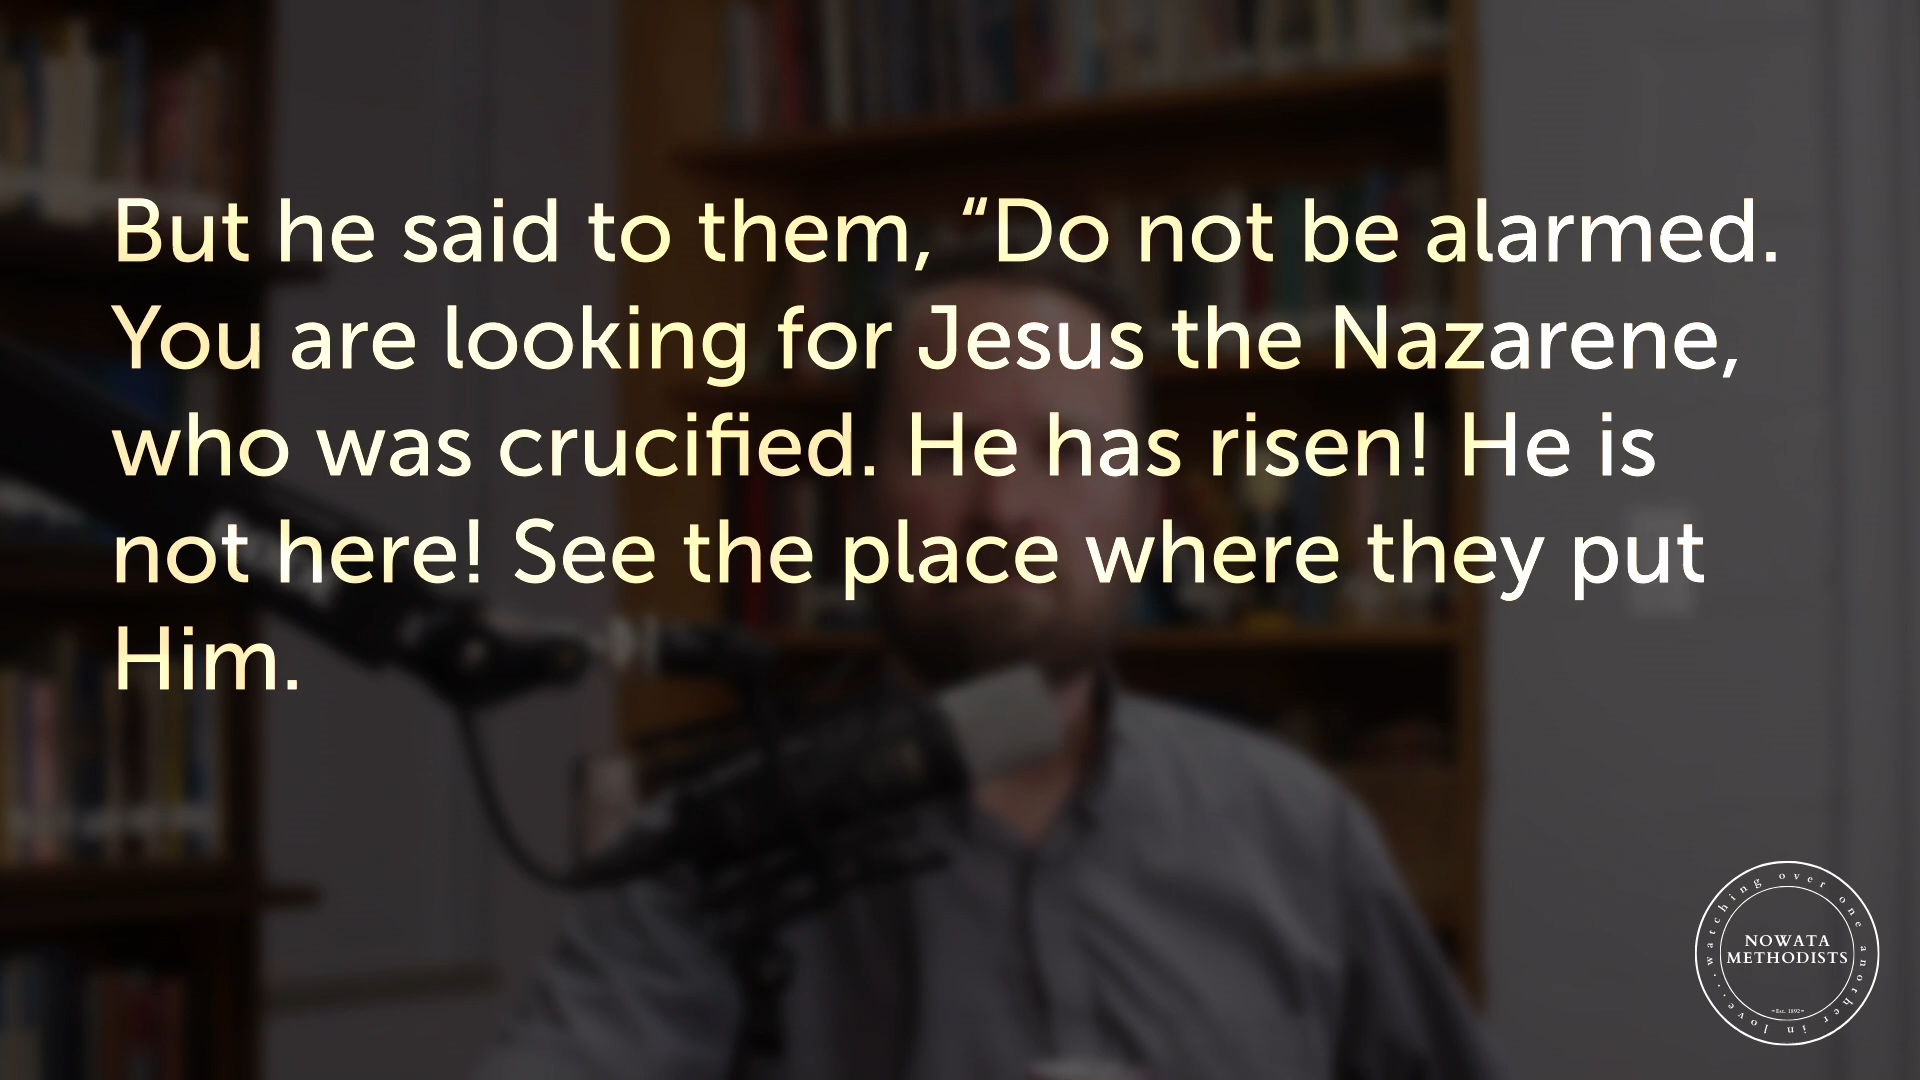 But he said to them, “Do not be alarmed.
You are looking for Jesus the Nazarene,
who was crucified. He has risen! He is
not here! See the place where they put
Him.
watching over one another in love....
NOWATA
METHODISTS
~Est. 1892~